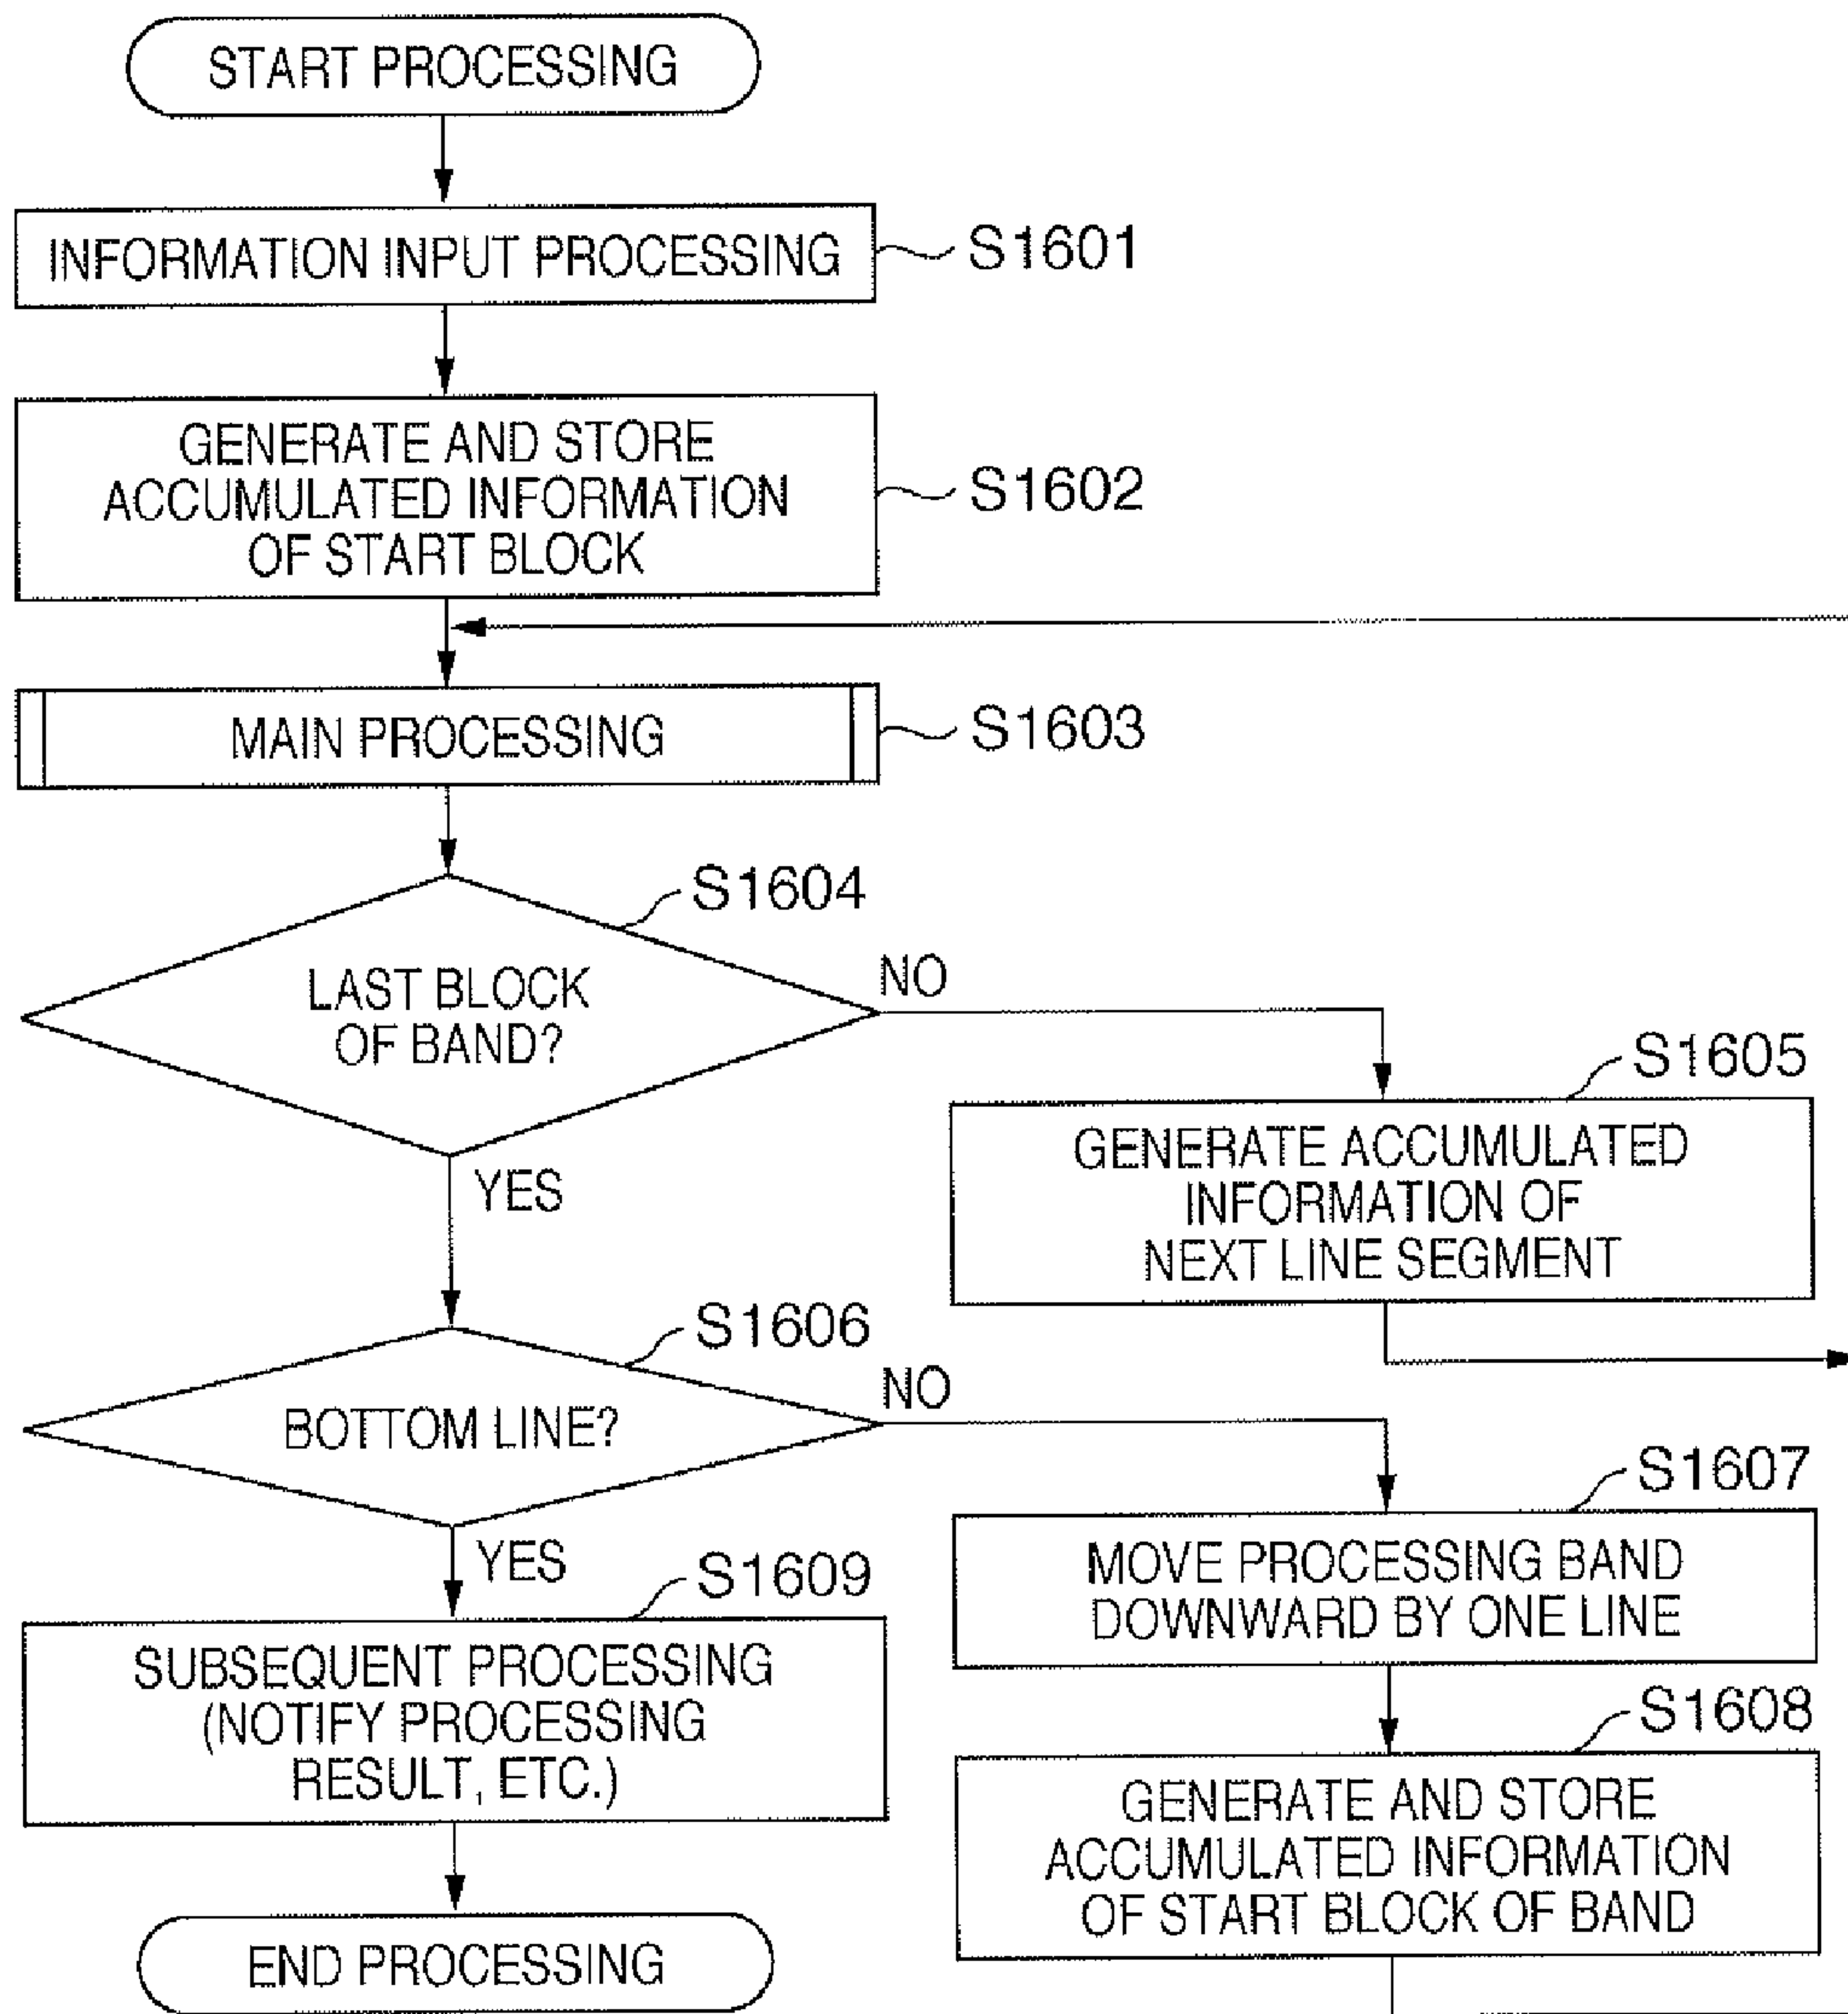 START PROCESSING
INFORMATION INPUT PROCESSING
S1601
GENERATE AND STORE
ACCUMULATED INFORMATION
OF START BLOCK
S1602
MAIN PROCESSING
S1603
S1604
LAST BLOCK
OF BAND?
NO
YES
S1605
GENERATE ACCUMULATED
INFORMATION OF
NEXT LINE SEGMENT
S1606
BOTTOM LINE?
NO
YES
S1607
MOVE PROCESSING BAND
DOWNWARD BY ONE LINE
S1608
GENERATE AND STORE
ACCUMULATED INFORMATION
OF START BLOCK OF BAND
S1609
SUBSEQUENT PROCESSING
(NOTIFY PROCESSING
RESULT, ETC.)
END PROCESSING